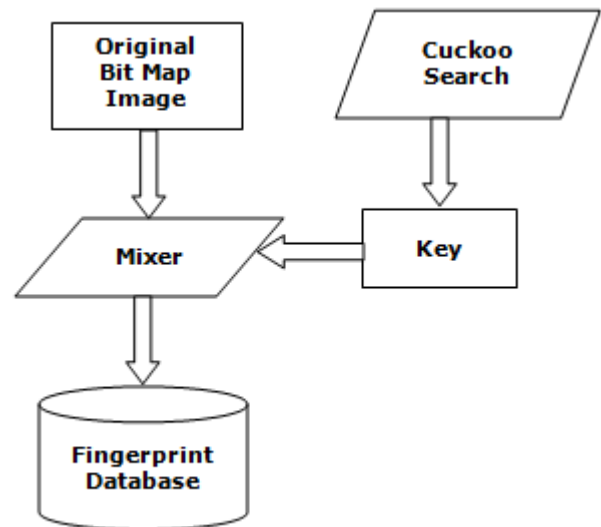 Original
Bit Map
Image
Cuckoo
Search
Mixer
Key
Fingerprint
Database